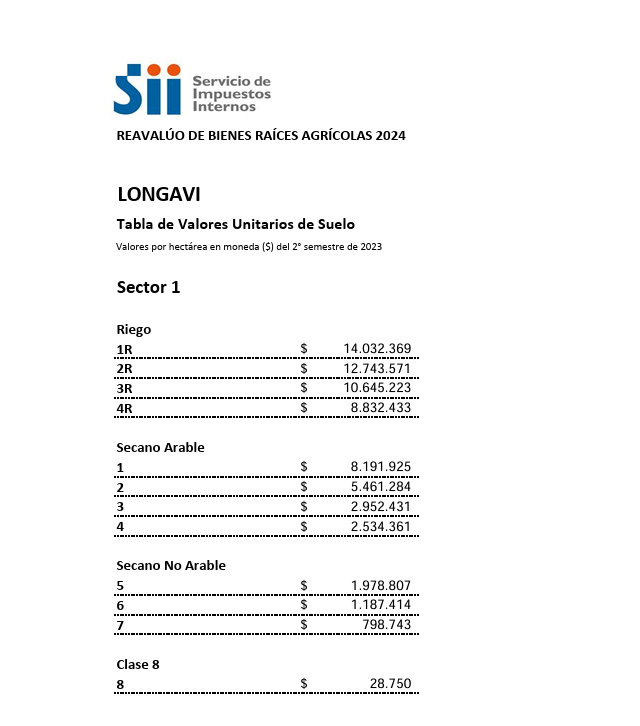 sii Servicio de
Impuestos
Internos
REAVALÚO DE BIENES RAÍCES AGRÍCOLAS 2024
LONGAVI
Tabla de Valores Unitarios de Suelo
Valores por hectárea en moneda ($) del 2° semestre de 2023
Sector 1
Riego
1R $ 14.032.369
2R $ 12.743.571
3R $ 10.645.223
4R $ 8.832.433
Secano Arable
1 $ 8.191.925
2 $ 5.461.284
3 $ 2.952.431
4 $ 2.534.361
Secano No Arable
5 $ 1.978.807
6 $ 1.187.414
7 $ 798.743
Clase 8
8 $ 28.750